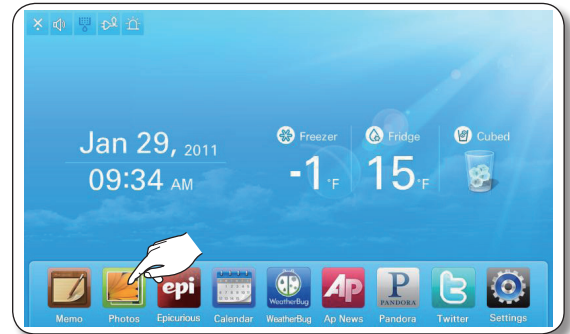 Freezer Fridge Cubed
Jan 29, 2011
-1 °F 15 °F
09:34 AM
epi
WeatherBug
AP
P
PANDORA
Memo Photos Epicurious Calendar WeatherBug Ap News Pandora Twitter Settings